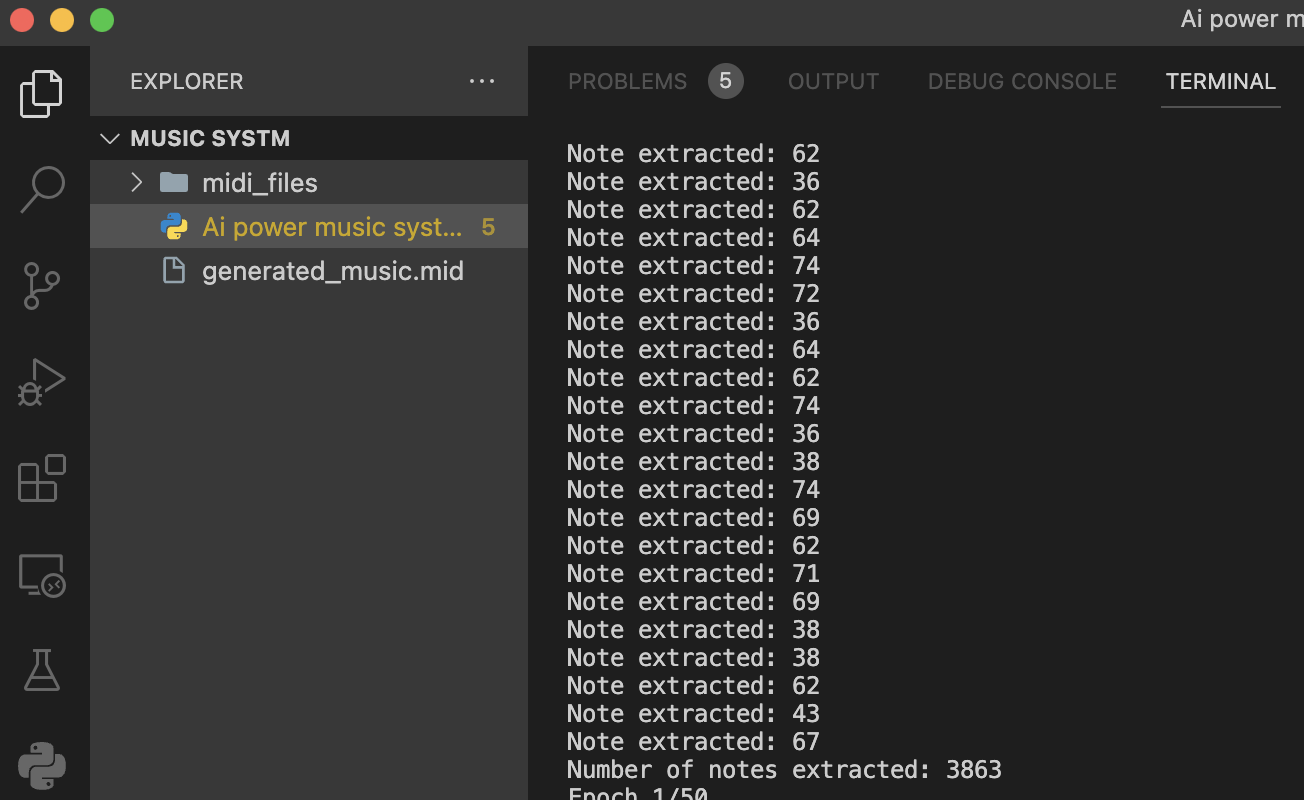 Ai power m
EXPLORER
MUSIC SYSTM
midi_files
Ai power music syst... 5
generated_music.mid
PROBLEMS 5 OUTPUT DEBUG CONSOLE TERMINAL
Note extracted: 62
Note extracted: 36
Note extracted: 62
Note extracted: 64
Note extracted: 74
Note extracted: 72
Note extracted: 36
Note extracted: 64
Note extracted: 62
Note extracted: 74
Note extracted: 36
Note extracted: 38
Note extracted: 74
Note extracted: 69
Note extracted: 62
Note extracted: 71
Note extracted: 69
Note extracted: 38
Note extracted: 38
Note extracted: 62
Note extracted: 43
Note extracted: 67
Number of notes extracted: 3863
Epoch 1/50